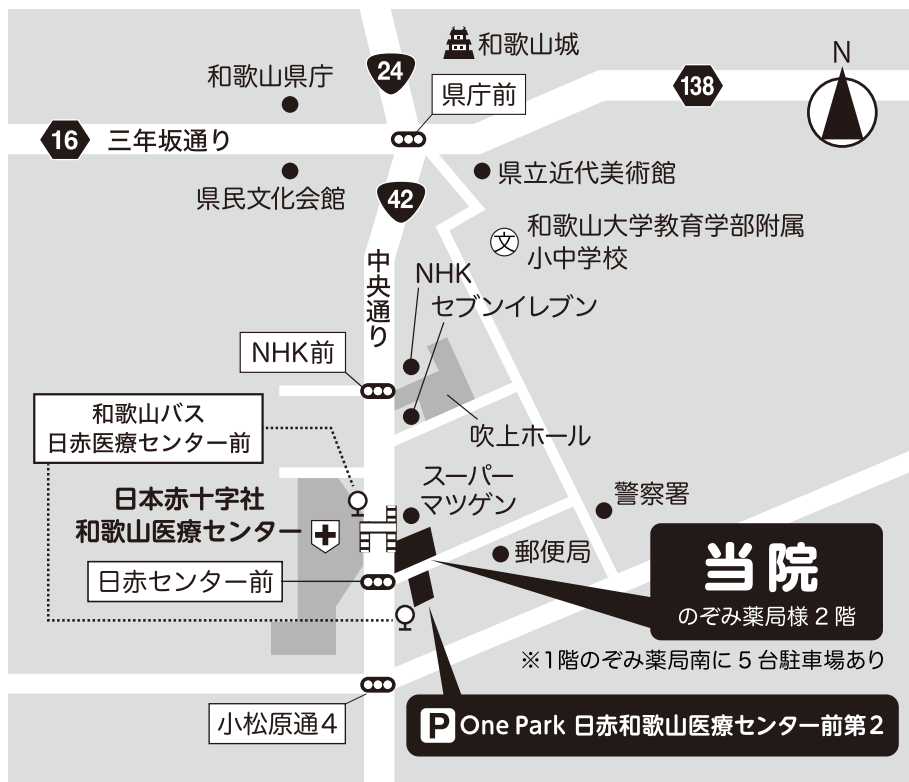 和歌山城
N
24
和歌山県庁
138
県庁前
16
三年坂通り
県立近代美術館
42
県民文化会館
文
和歌山大学教育学部附属
小中学校
中央通り
NHK
セブンイレブン
NHK前
和歌山バス
日赤医療センター前
吹上ホール
スーパー
マツゲン
日本赤十字社
和歌山医療センター
警察署
郵便局
当院
のぞみ薬局様2階
日赤センター前
※1階のぞみ薬局南に5台駐車場あり
小松原通4
P One Park 日赤和歌山医療センター前第2